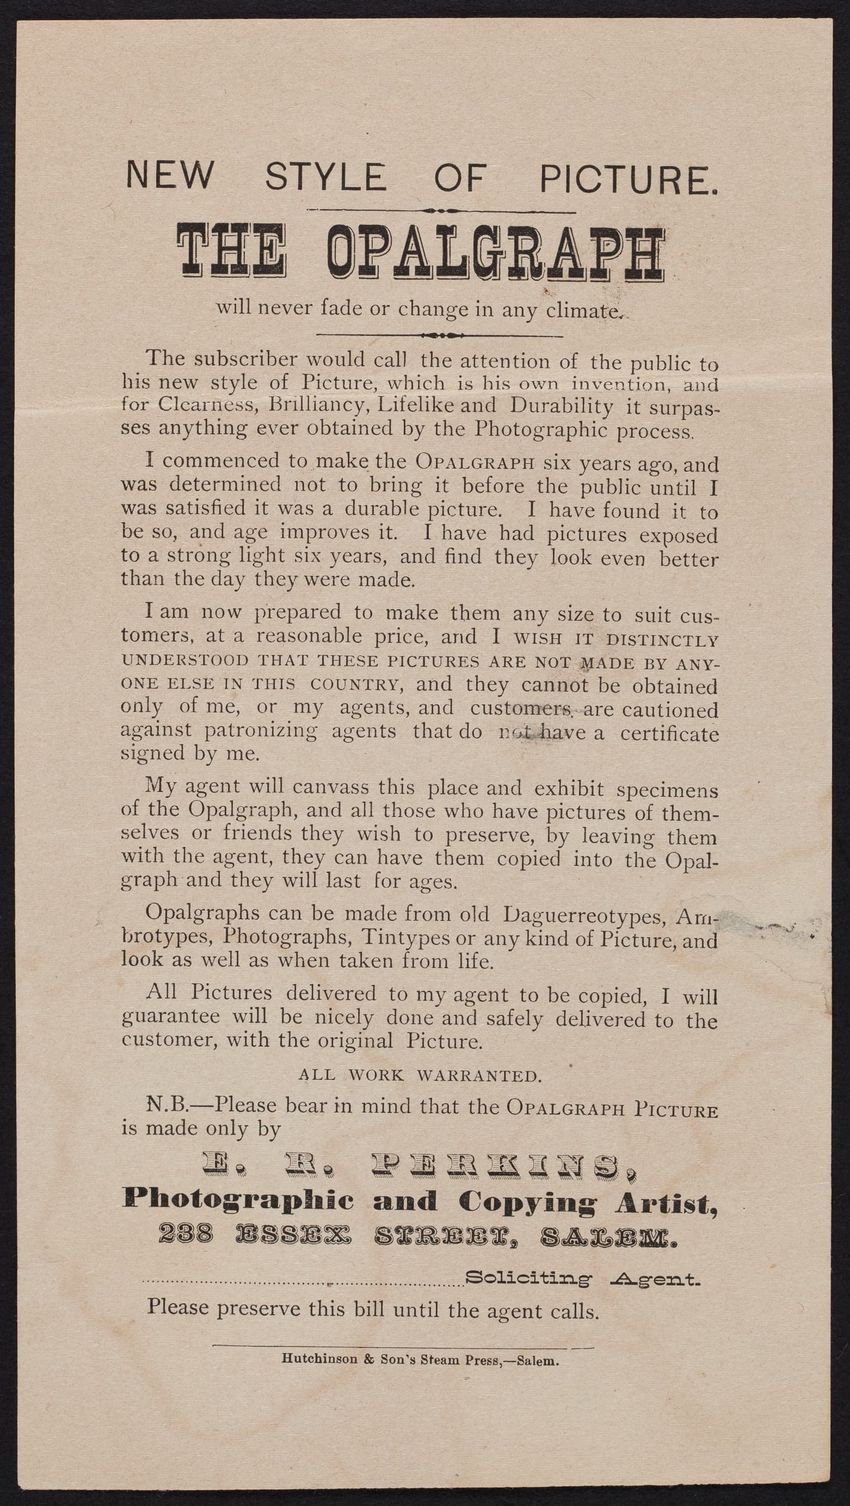 NEW STYLE OF PICTURE.
THE OPALGRAPH
will never fade or change in any climate.
The subscriber would call the attention of the public to
his new style of Picture, which is his own invention, and
for Clearness, Brilliancy, Lifelike and Durability it surpas-
ses anything ever obtained by the Photographic process.
I commenced to make the OPALGRAPH six years ago, and
was determined not to bring it before the public until I
was satisfied it was a durable picture. I have found it to
be so, and age improves it. I have had pictures exposed
to a strong light six years, and find they look even better
than the day they were made.
I am now prepared to make them any size to suit cus-
tomers, at a reasonable price, and I WISH IT DISTINCTLY
UNDERSTOOD THAT THESE PICTURES ARE NOT MADE BY ANY-
ONE ELSE IN THIS COUNTRY, and they cannot be obtained
only of me, or my agents, and customers are cautioned
against patronizing agents that do not have a certificate
signed by me.
My agent will canvass this place and exhibit specimens
of the Opalgraph, and all those who have pictures of them-
selves or friends they wish to preserve, by leaving them
with the agent, they can have them copied into the Opal-
graph and they will last for ages.
Opalgraphs can be made from old Daguerreotypes, Am-
brotypes, Photographs, Tintypes or any kind of Picture, and
look as well as when taken from life.
All Pictures delivered to my agent to be copied, I will
guarantee will be nicely done and safely delivered to the
customer, with the original Picture.
ALL WORK WARRANTED.
N.B.—Please bear in mind that the OPALGRAPH PICTURE
is made only by
E. R. PERKINS,
Photographic and Copying Artist,
238 ESSEX STREET, SALEM.
Soliciting Agent.
Please preserve this bill until the agent calls.
Hutchinson & Son's Steam Press,—Salem.